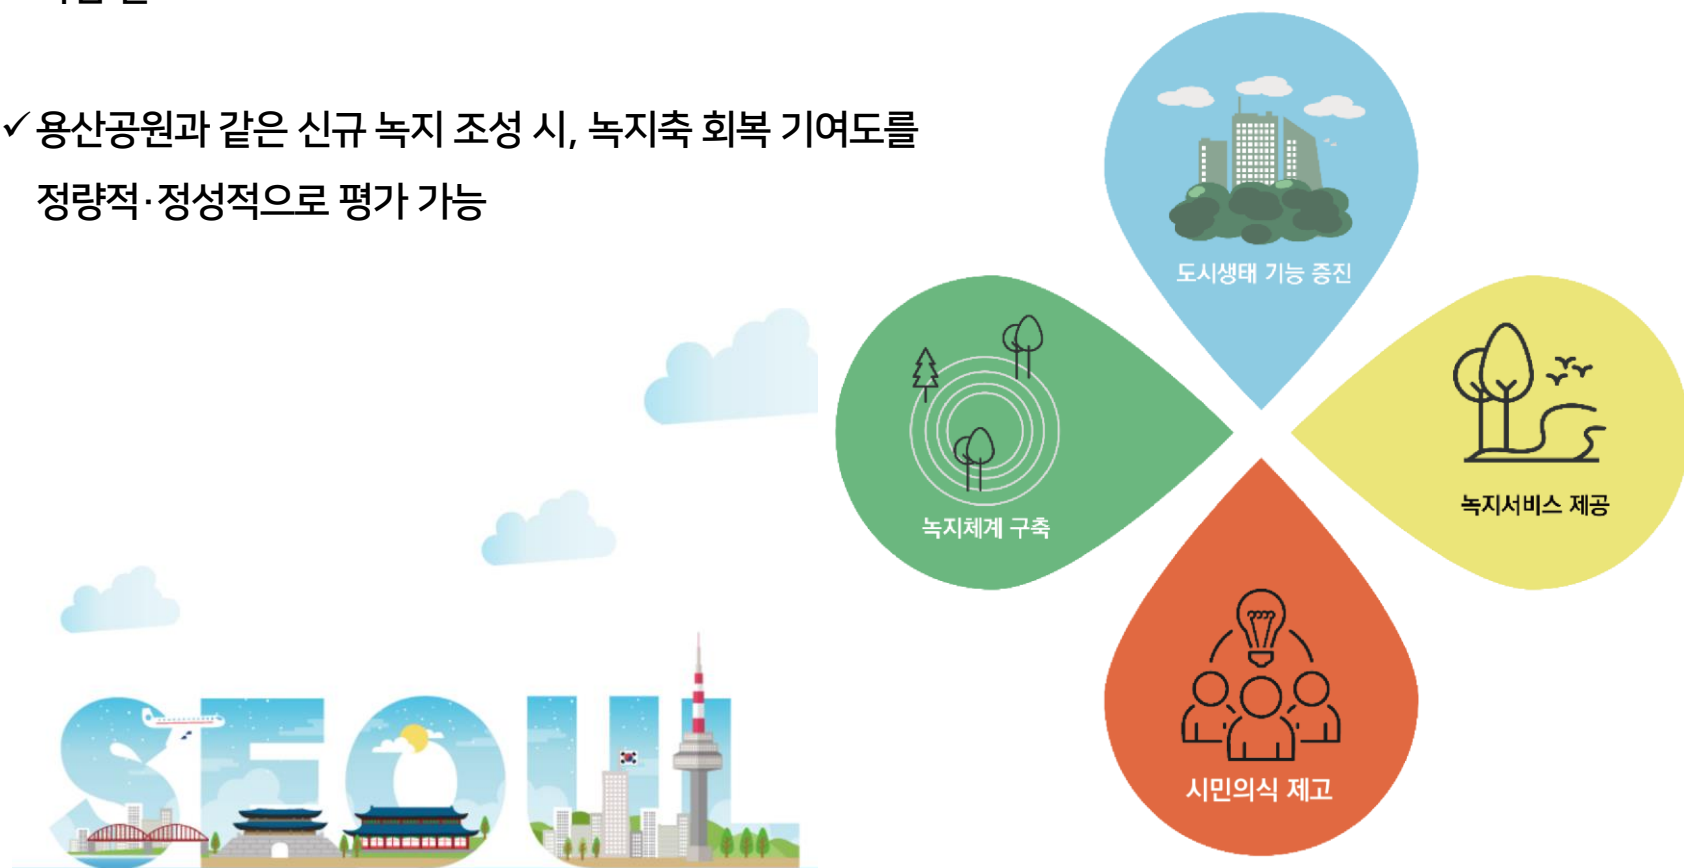 ✓ 용산공원과 같은 신규 녹지 조성 시, 녹지축 회복 기여도를
정량적·정성적으로 평가 가능
도시생태 기능 증진
녹지체계 구축
녹지서비스 제공
시민의식 제고
SEOUL